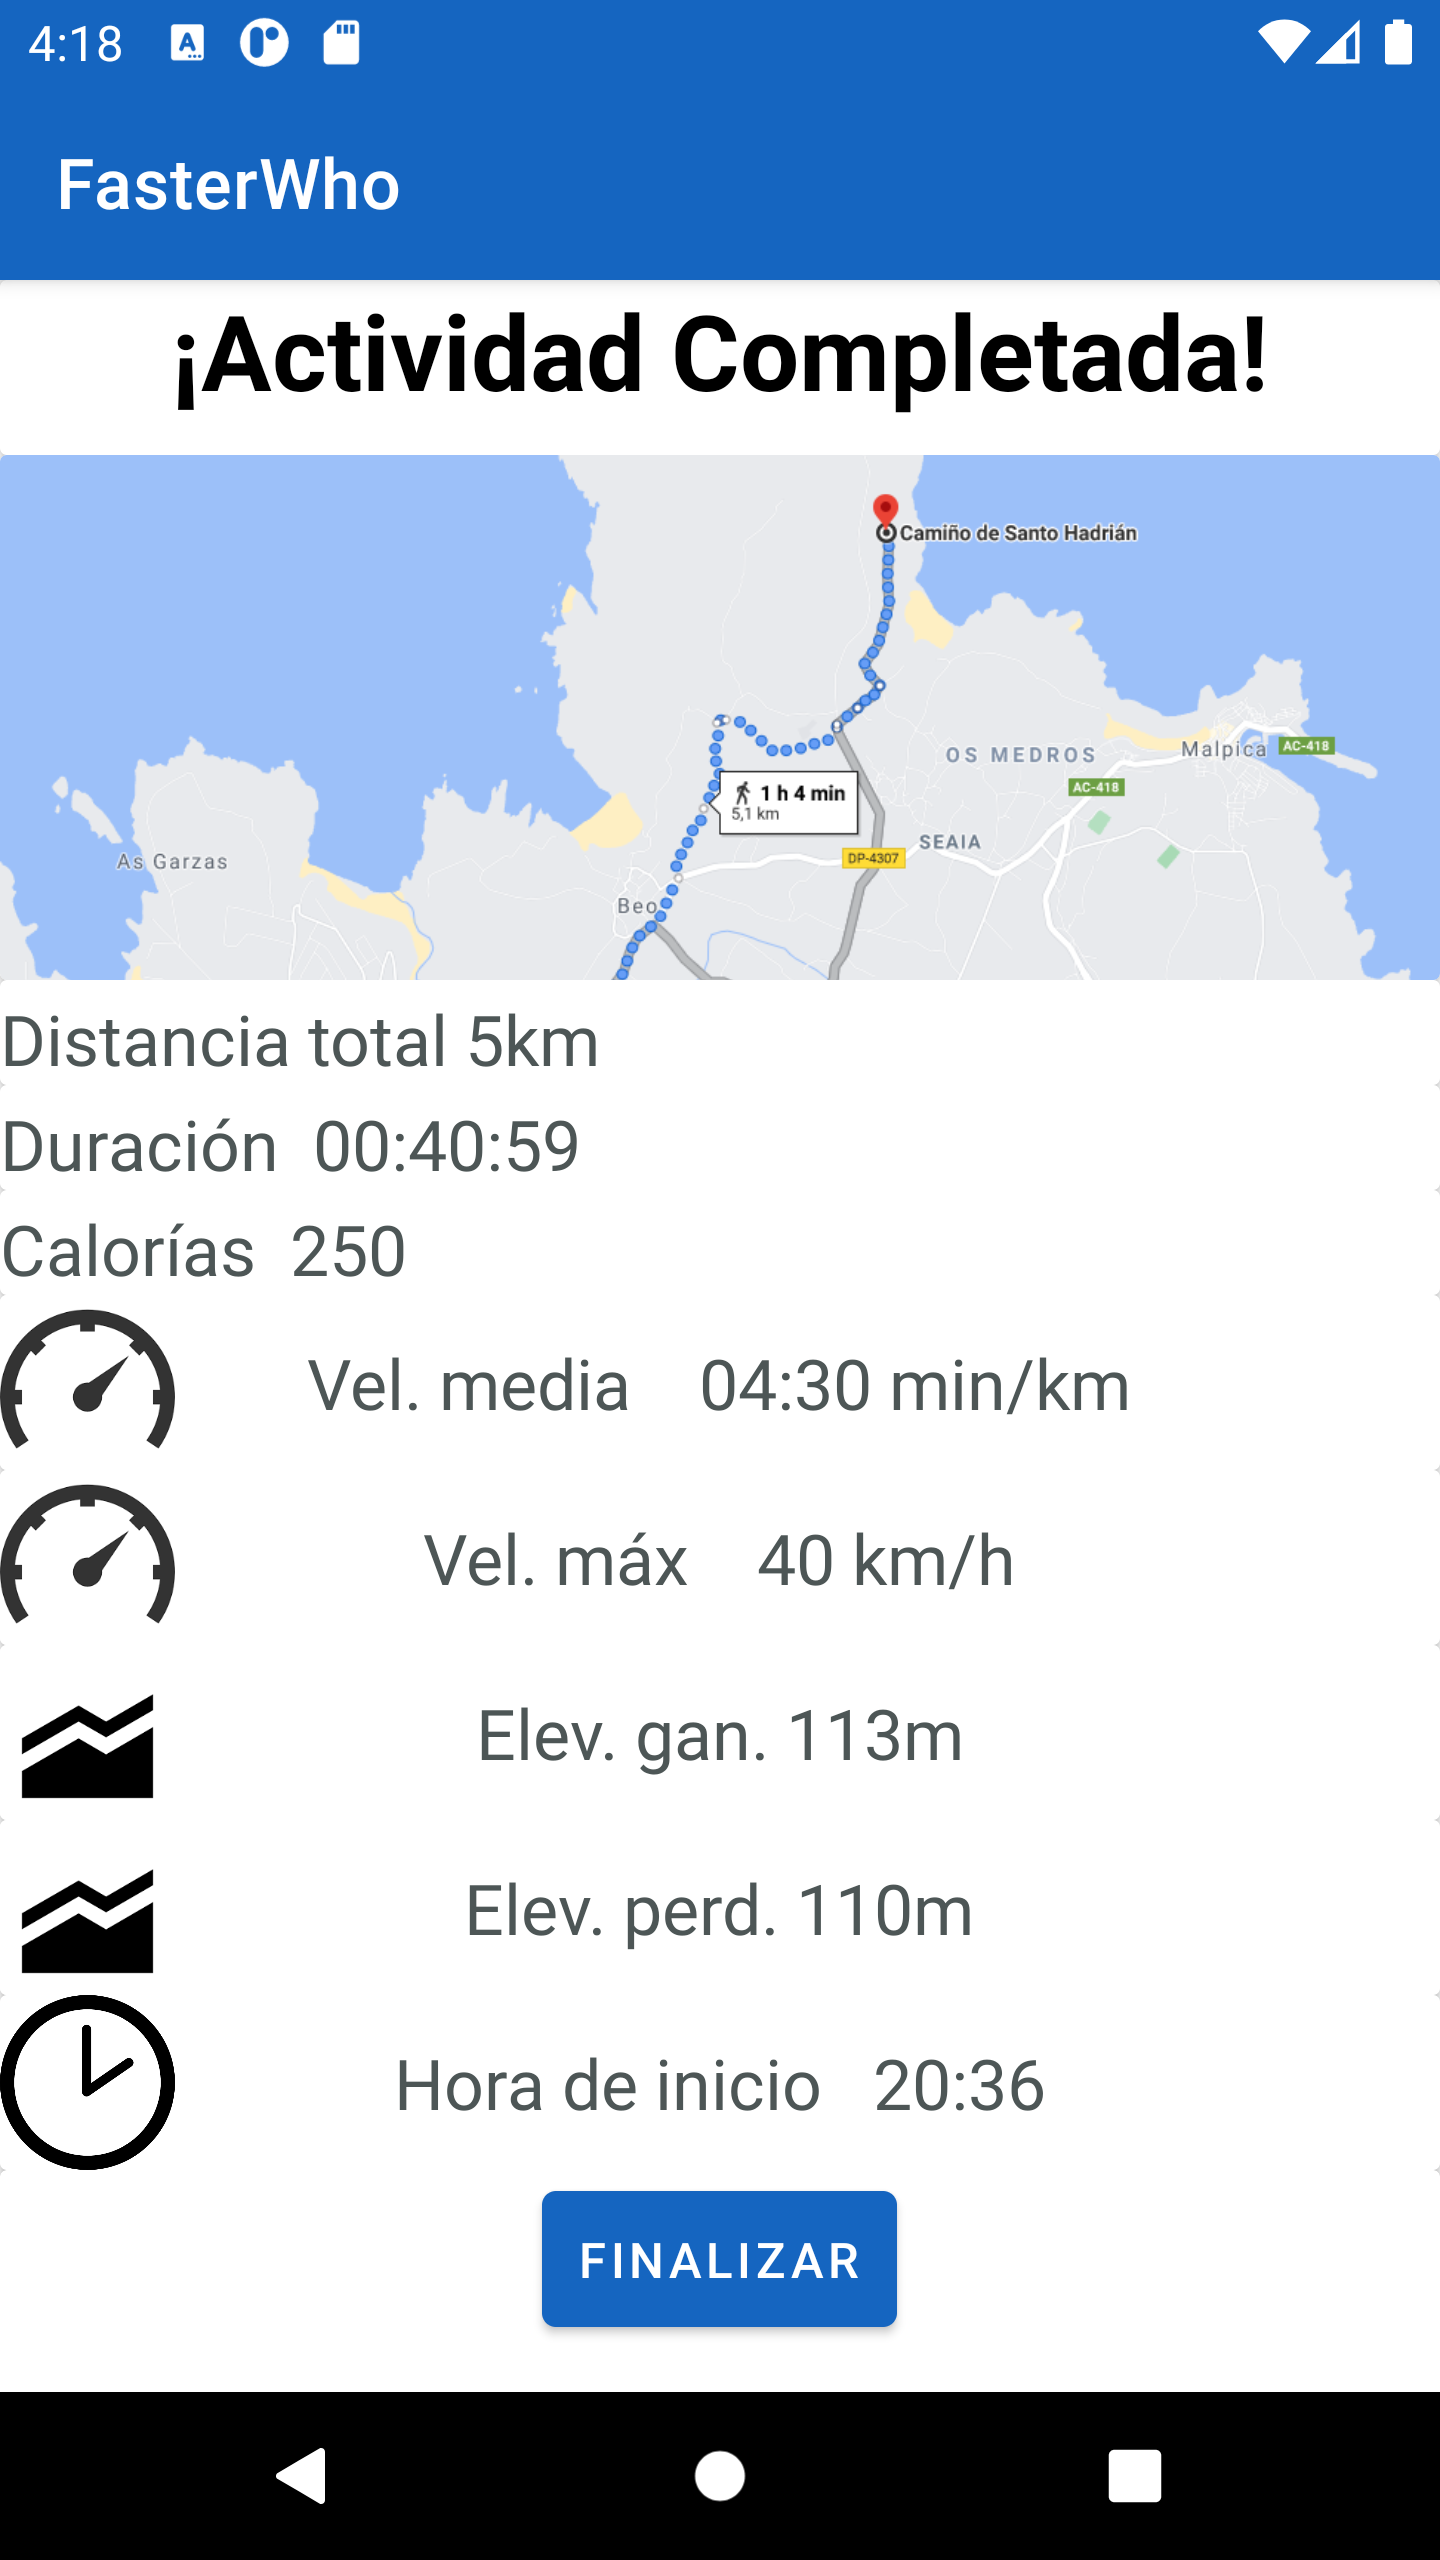 4:18
FasterWho
¡Actividad Completada!
Camiño de Santo Hadrián
OS MEDROS
Malpica
AC-418
AC-418
1 h 4 min
5,1 km
SEAIA
DP-4307
As Garzas
Beo
Distancia total 5km
Duración 00:40:59
Calorías 250
Vel. media 04:30 min/km
Vel. máx 40 km/h
Elev. gan. 113m
Elev. perd. 110m
Hora de inicio 20:36
FINALIZAR